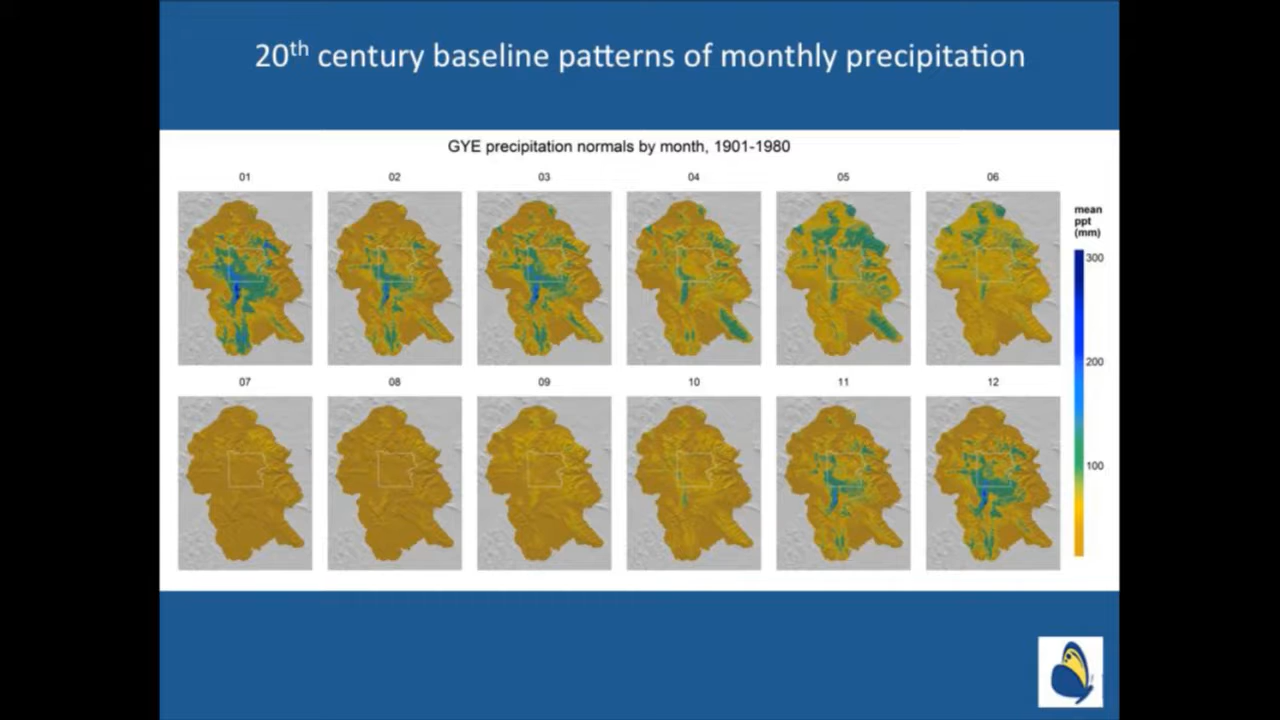 20th century baseline patterns of monthly precipitation
GYE precipitation normals by month, 1901-1980
01 02 03 04 05 06
mean
ppt
(mm)
300
200
100
07 08 09 10 11 12